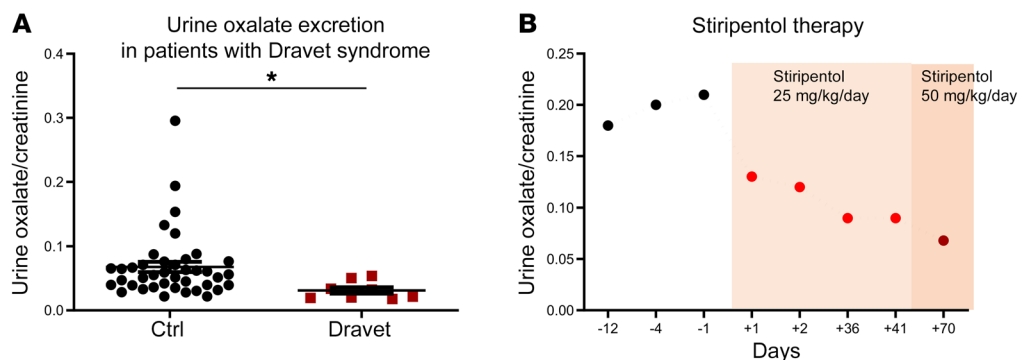 A
Urine oxalate excretion
in patients with Dravet syndrome
*
Urine oxalate/creatinine
0.4
0.3
0.2
0.1
0.0
Ctrl
Dravet
B
Stiripentol therapy
Urine oxalate/creatinine
0.25
0.20
0.15
0.10
0.05
0.00
Stiripentol
25 mg/kg/day
Stiripentol
50 mg/kg/day
-12
-4
-1
+1
+2
+36
+41
+70
Days